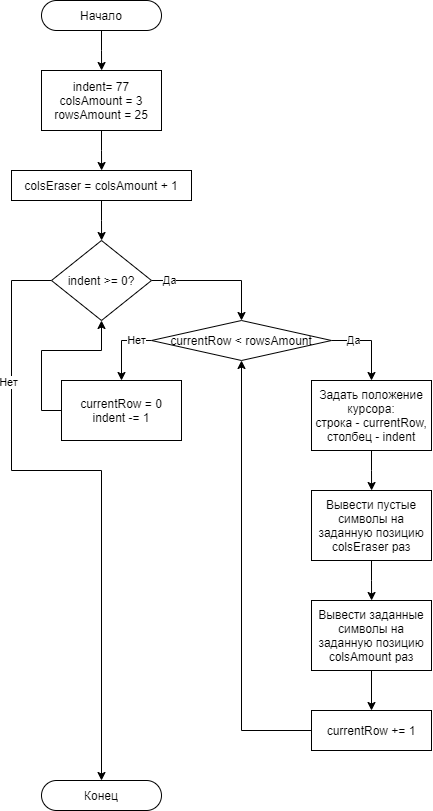 Начало
indent= 77
colsAmount = 3
rowsAmount = 25
colsEraser = colsAmount + 1
indent >= 0?
Да
Нет
currentRow < rowsAmount
Нет
Да
currentRow = 0
indent -= 1
Задать положение
курсора:
строка - currentRow,
столбец - indent
Вывести пустые
символы на
заданную позицию
colsEraser раз
Вывести заданные
символы на
заданную позицию
colsAmount раз
currentRow += 1
Конец